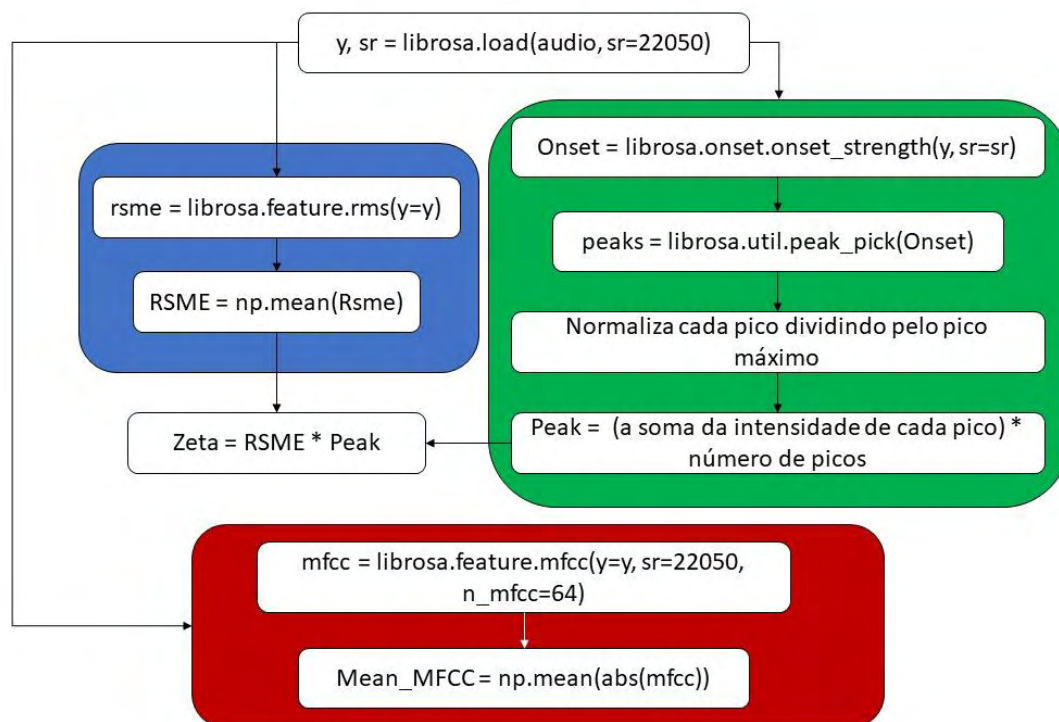 y, sr = librosa.load(audio, sr=22050)
Onset = librosa.onset.onset_strength(y, sr=sr)
peaks = librosa.util.peak_pick(Onset)
Normaliza cada pico dividindo pelo pico
máximo
Peak = (a soma da intensidade de cada pico) *
número de picos
rsme = librosa.feature.rms(y=y)
RSME = np.mean(Rsme)
Zeta = RSME * Peak
mfcc = librosa.feature.mfcc(y=y, sr=22050,
n_mfcc=64)
Mean_MFCC = np.mean(abs(mfcc))